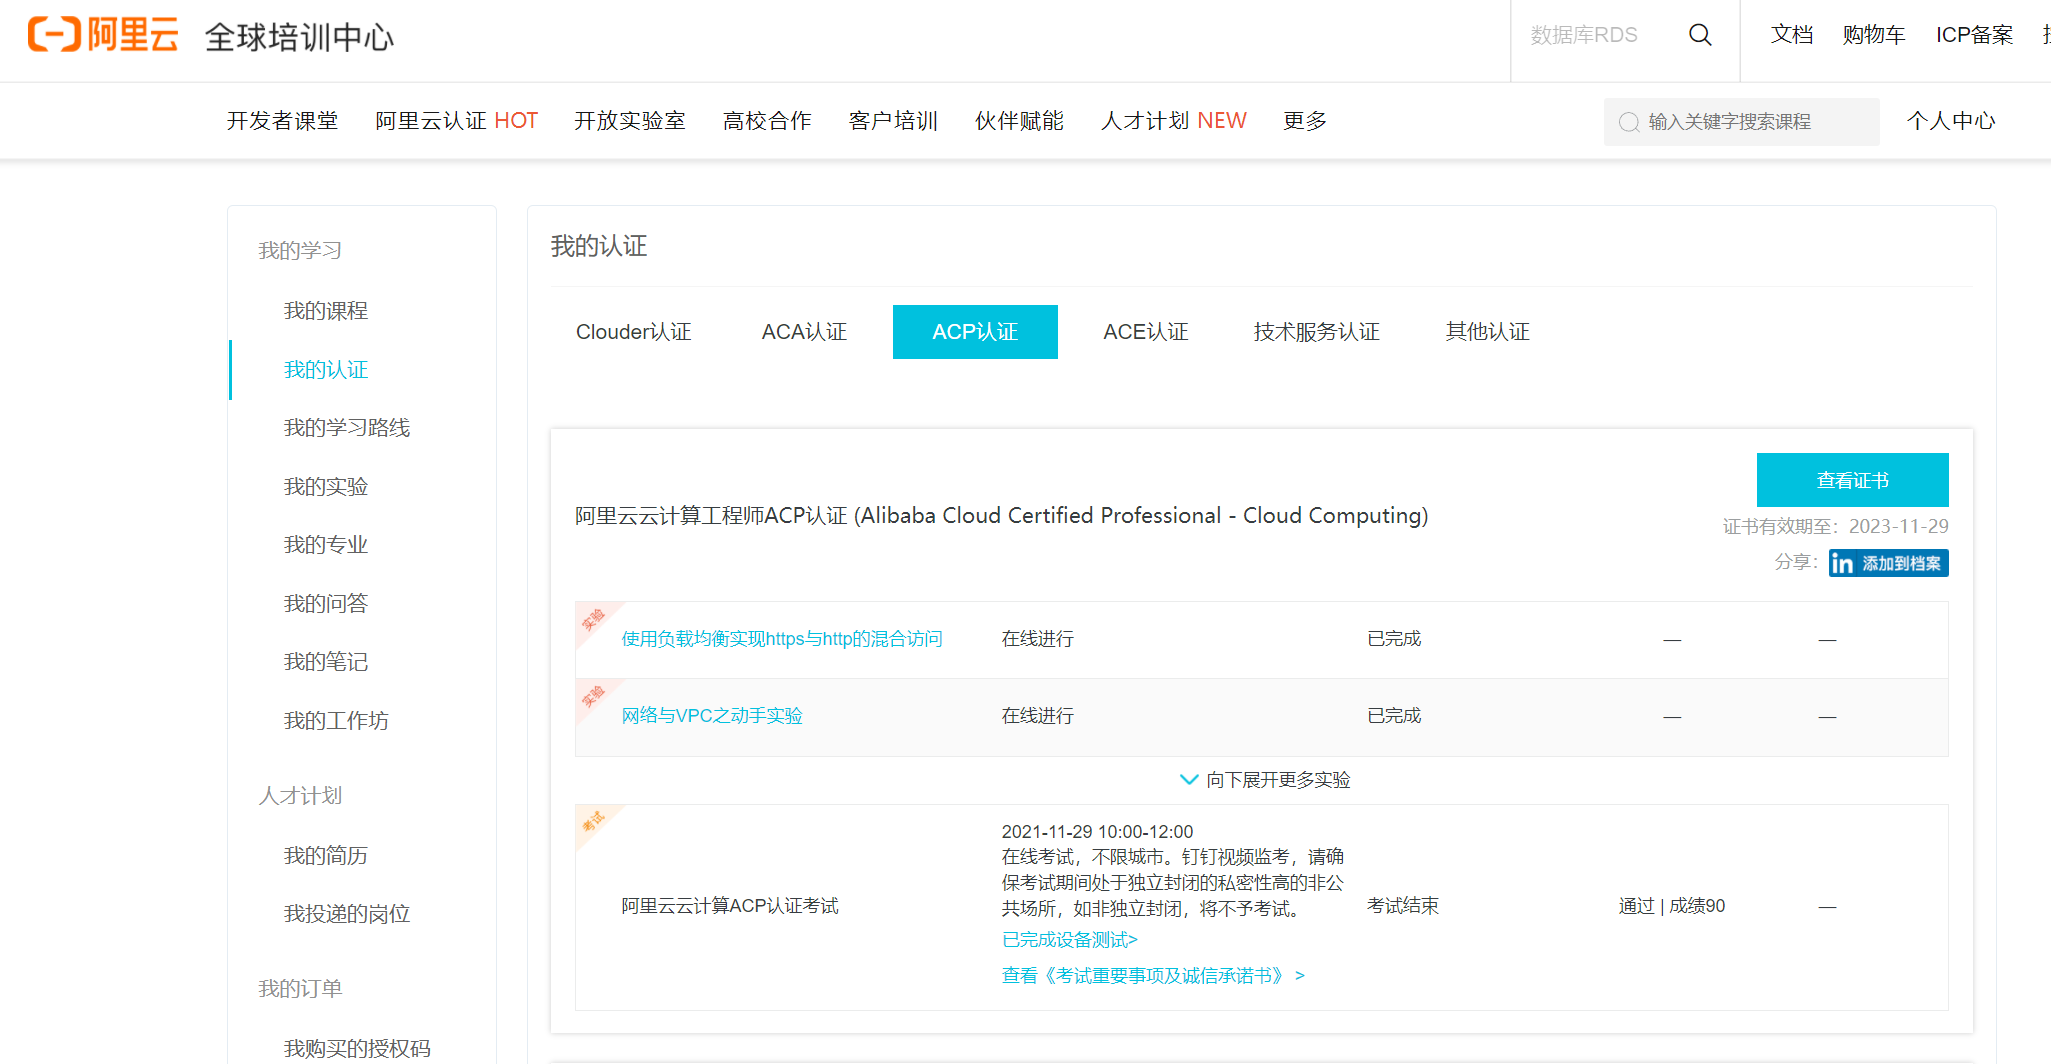 阿里云 全球培训中心
数据库RDS
文档 购物车 ICP备案
开发者课堂 阿里云认证 HOT 开放实验室 高校合作 客户培训 伙伴赋能 人才计划 NEW 更多
输入关键字搜索课程
个人中心
我的学习
我的课程
我的认证
我的学习路线
我的实验
我的专业
我的问答
我的笔记
我的工作坊
人才计划
我的简历
我投递的岗位
我的订单
我购买的授权码
我的认证
Clouder认证 ACA认证 ACP认证 ACE认证 技术服务认证 其他认证
查看证书
阿里云云计算工程师ACP认证 (Alibaba Cloud Certified Professional - Cloud Computing)
证书有效期至：2023-11-29
分享： in 添加到档案
实验
使用负载均衡实现https与http的混合访问 在线进行 已完成 — —
实验
网络与VPC之动手实验 在线进行 已完成 — —
向下展开更多实验
考试
阿里云云计算ACP认证考试
2021-11-29 10:00-12:00
在线考试，不限城市。钉钉视频监考，请确
保考试期间处于独立封闭的私密性高的非公
共场所，如非独立封闭，将不予考试。
已完成设备测试>
查看《考试重要事项及诚信承诺书》 >
考试结束
通过 | 成绩90
—